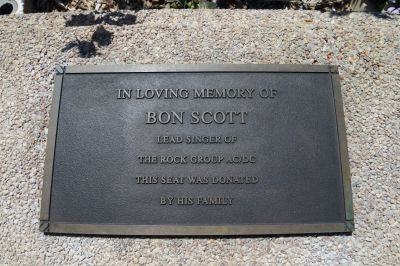 IN LOVING MEMORY OF
BON SCOTT
LEAD SINGER OF
THE ROCK GROUP AC/DC
THIS SEAT WAS DONATED
BY HIS FAMILY